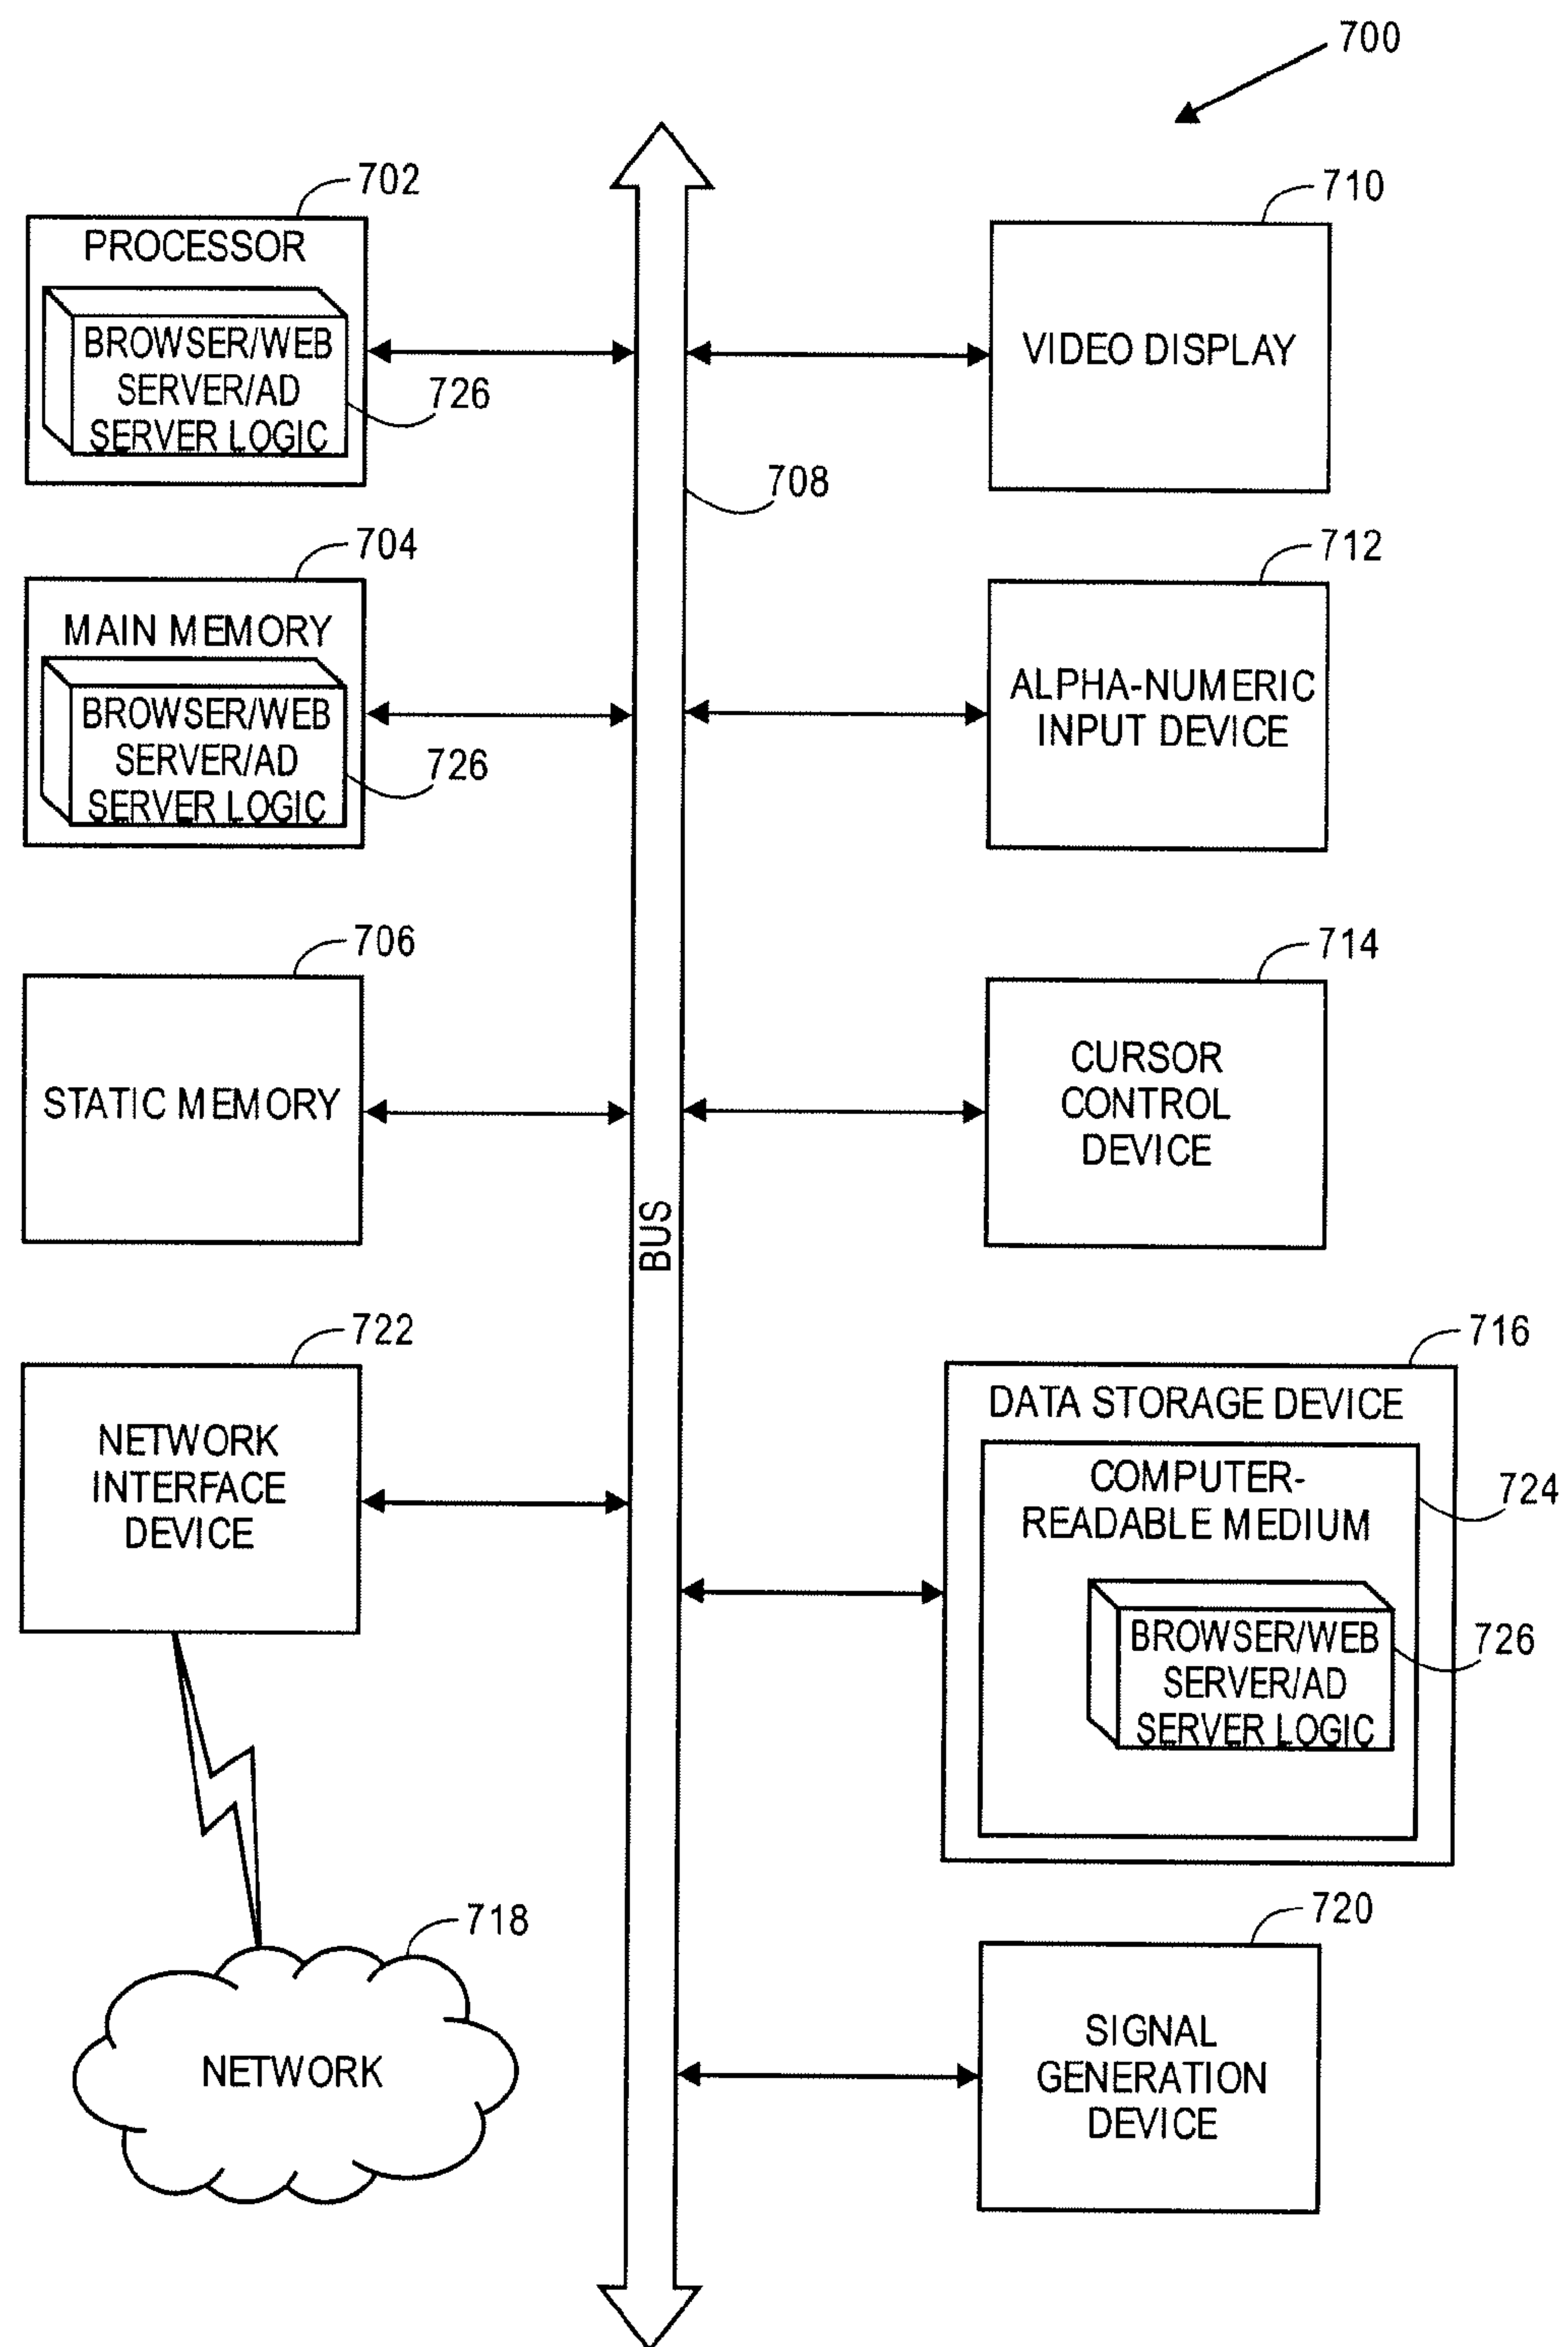 700
702
PROCESSOR
BROWSER/WEB
SERVER/AD
SERVER LOGIC
726
710
VIDEO DISPLAY
708
704
MAIN MEMORY
BROWSER/WEB
SERVER/AD
SERVER LOGIC
726
712
ALPHA-NUMERIC
INPUT DEVICE
706
STATIC MEMORY
714
CURSOR
CONTROL
DEVICE
BUS
722
NETWORK
INTERFACE
DEVICE
716
DATA STORAGE DEVICE
COMPUTER-
READABLE MEDIUM
724
BROWSER/WEB
SERVER/AD
SERVER LOGIC
726
718
NETWORK
720
SIGNAL
GENERATION
DEVICE